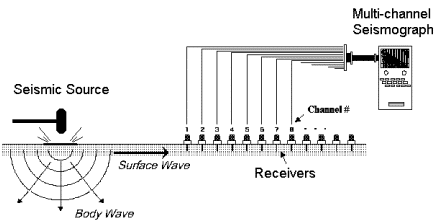 Multi-channel
Seismograph
Seismic Source
Channel #
1 2 3 4 5 6 7 8 - - -
Surface Wave
Receivers
Body Wave